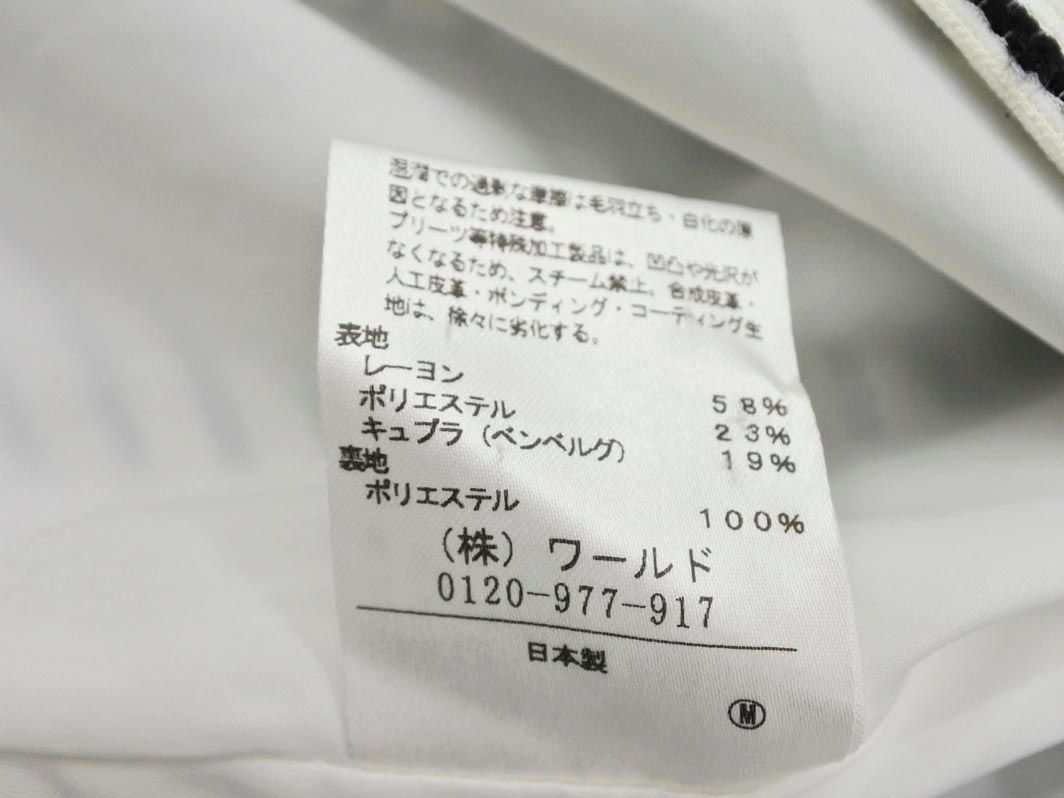 湿潤での過剰な摩擦は毛羽立ち・白化の原
因となるため注意。
プリーツ等特殊加工製品は、凹凸や光沢が
なくなるため、スチーム禁止。合成皮革・
人工皮革・ボンディング・コーティング生
地は、徐々に劣化する。
表地
レーヨン 58%
ポリエステル 23%
キュプラ(ベンベルグ) 19%
裏地
ポリエステル 100%
(株)ワールド
0120-977-917
日本製
M